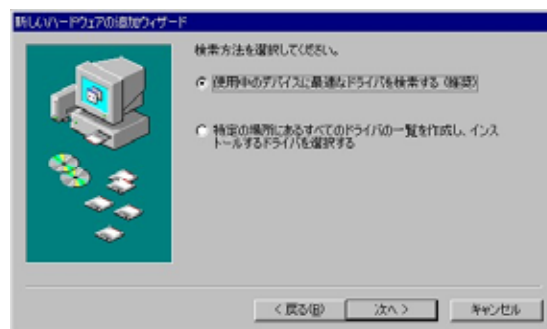 新しいハードウェアの追加ウィザード
検索方法を選択してください。
使用中のデバイスに最適なドライバを検索する (推奨)
特定の場所にあるすべてのドライバの一覧を作成し、インス
トールするドライバを選択する
< 戻る(B)
次へ >
キャンセル